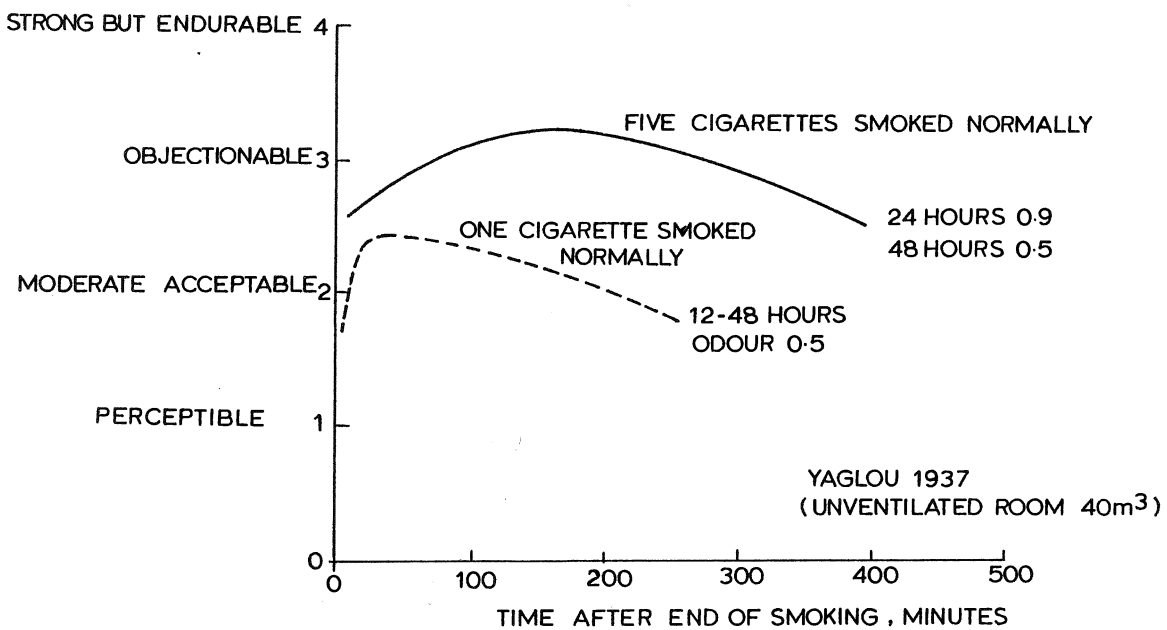 STRONG BUT ENDURABLE 4
FIVE CIGARETTES SMOKED NORMALLY
OBJECTIONABLE 3
24 HOURS 0·9
48 HOURS 0·5
ONE CIGARETTE SMOKED
NORMALLY
MODERATE ACCEPTABLE 2
12-48 HOURS
ODOUR 0·5
PERCEPTIBLE 1
YAGLOU 1937
(UNVENTILATED ROOM 40m³)
0
0 100 200 300 400 500
TIME AFTER END OF SMOKING, MINUTES